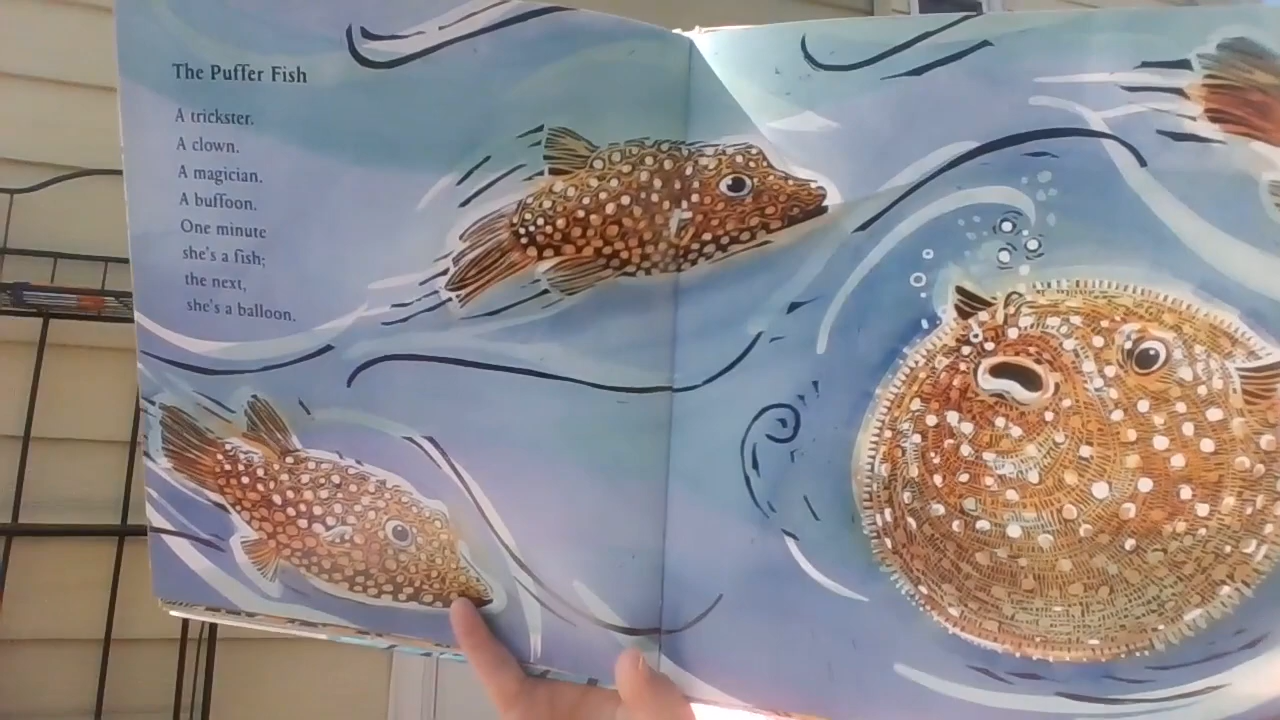 The Puffer Fish
A trickster.
A clown.
A magician.
A buffoon.
One minute
she's a fish;
the next,
she's a balloon.